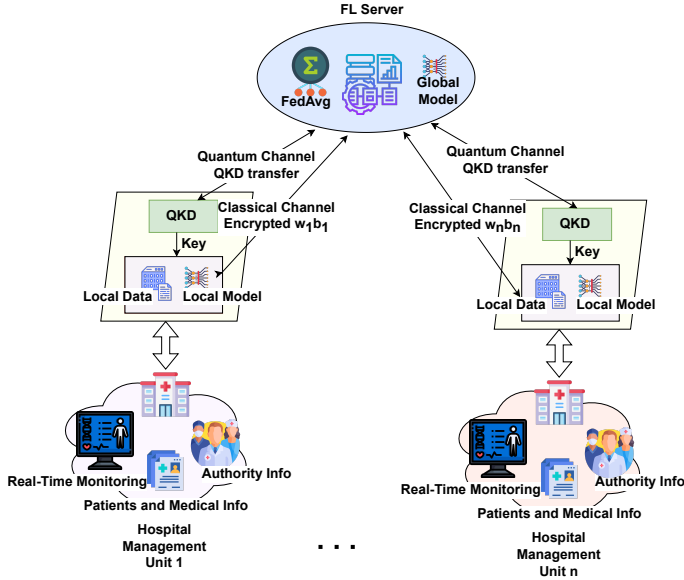 FL Server
FedAvg
Global
Model
Quantum Channel
QKD transfer
Quantum Channel
QKD transfer
QKD
Classical Channel
Encrypted w₁b₁
Classical Channel
Encrypted wₙbₙ
QKD
Key
Key
Local Data
Local Model
Local Data
Local Model
Real-Time Monitoring
Authority Info
Patients and Medical Info
Real-Time Monitoring
Authority Info
Patients and Medical Info
Hospital
Management
Unit 1
. . .
Hospital
Management
Unit n